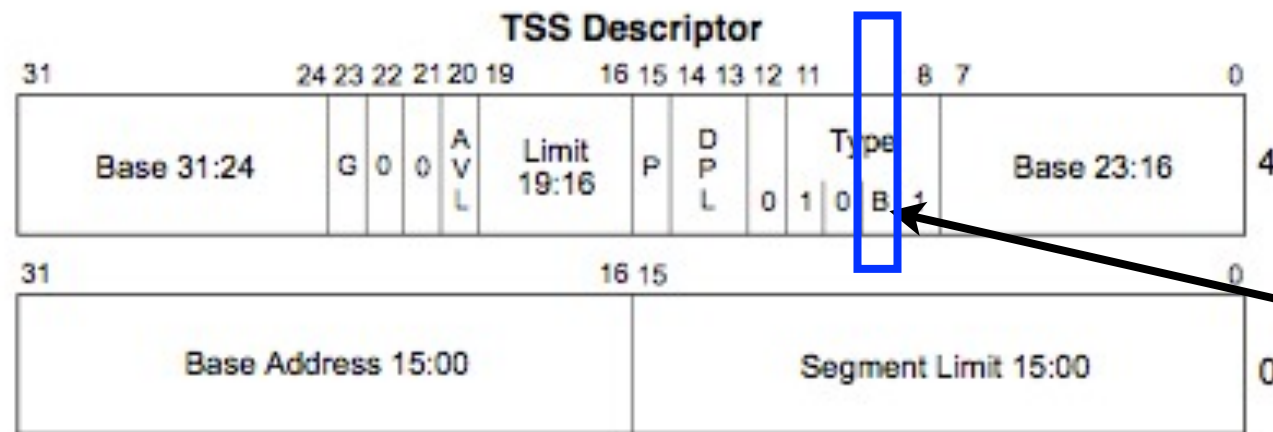 TSS Descriptor
31 24 23 22 21 20 19 16 15 14 13 12 11 8 7 0
Base 31:24 G 0 0 AVL Limit 19:16 P DPL 0 Type 1 0 B 1 Base 23:16 4
31 16 15 0
Base Address 15:00 Segment Limit 15:00 0